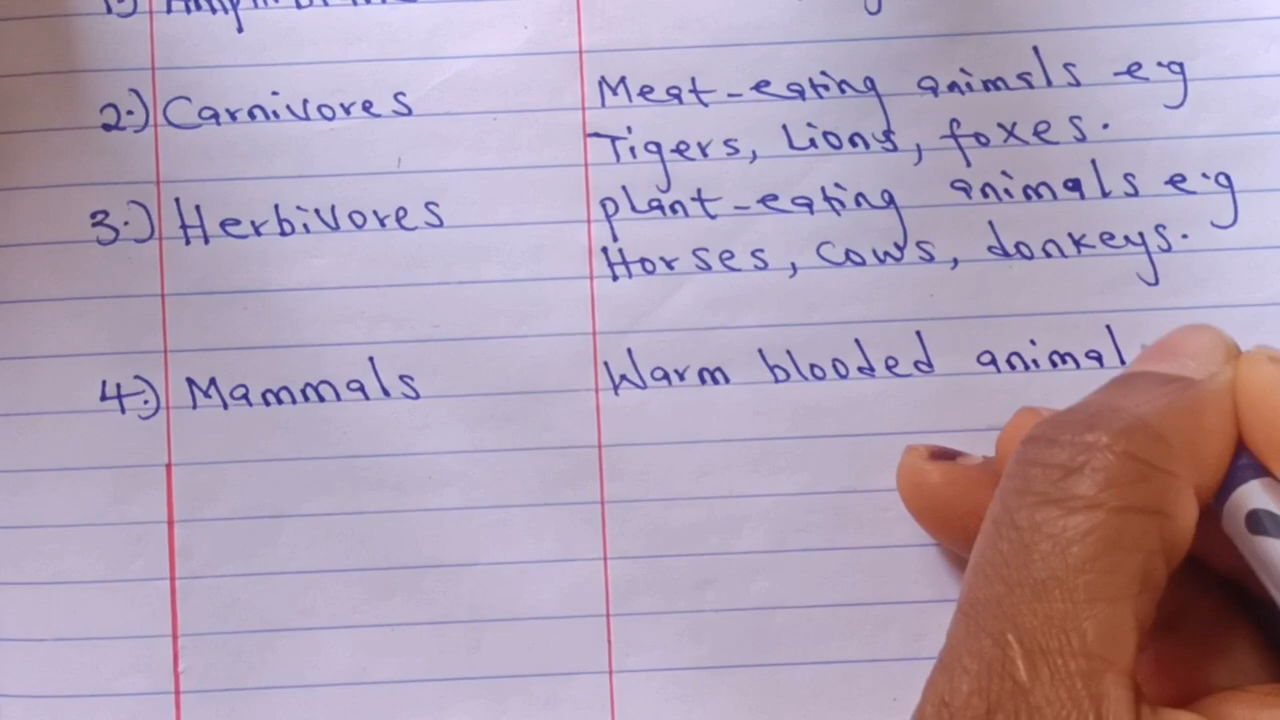 2.) Carnivores Meat-eating animals e.g
Tigers, Lions, foxes.
3.) Herbivores plant-eating animals e.g
Horses, cows, donkeys.
4.) Mammals Warm blooded animal